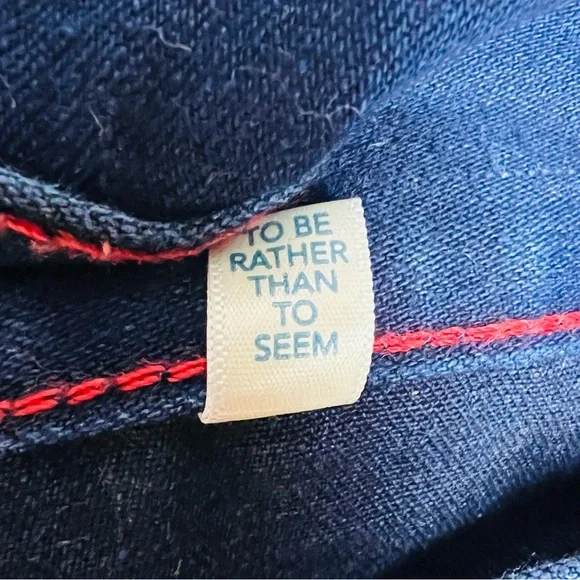 TO BE
RATHER
THAN
TO
SEEM